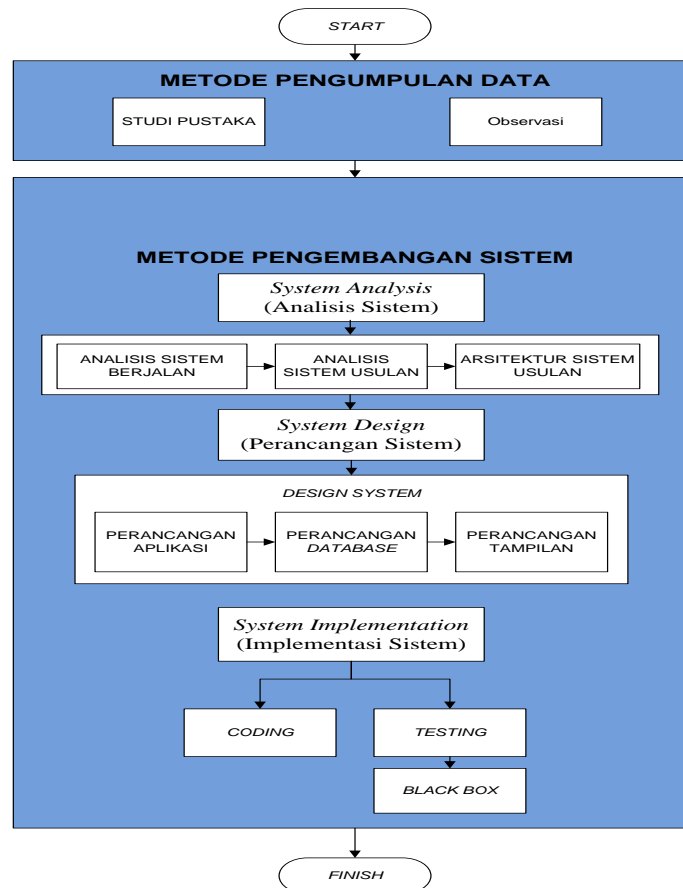 START
METODE PENGUMPULAN DATA
STUDI PUSTAKA
Observasi
METODE PENGEMBANGAN SISTEM
System Analysis
(Analisis Sistem)
ANALISIS SISTEM
BERJALAN
ANALISIS
SISTEM USULAN
ARSITEKTUR SISTEM
USULAN
System Design
(Perancangan Sistem)
DESIGN SYSTEM
PERANCANGAN
APLIKASI
PERANCANGAN
DATABASE
PERANCANGAN
TAMPILAN
System Implementation
(Implementasi Sistem)
CODING
TESTING
BLACK BOX
FINISH